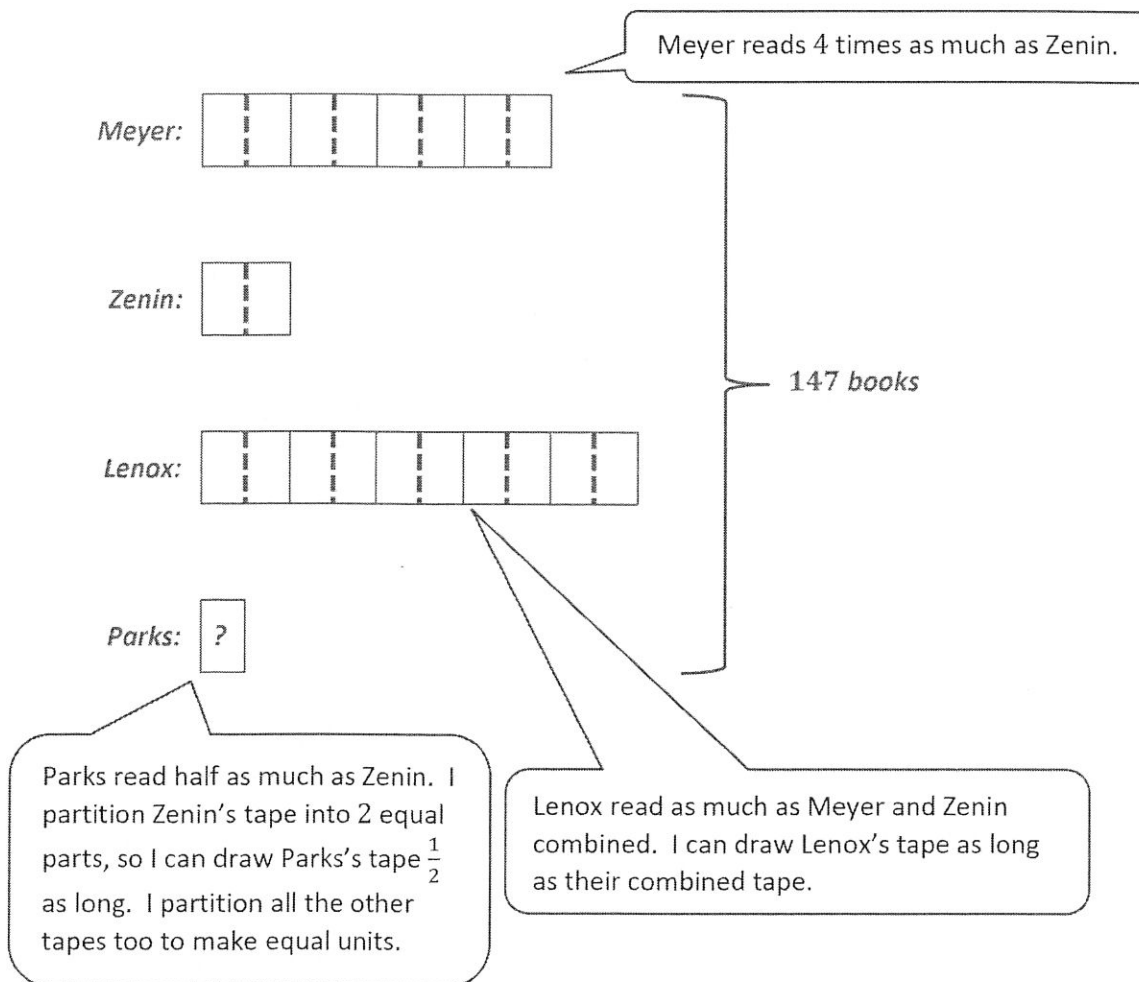 Meyer reads 4 times as much as Zenin.
Meyer:
Zenin:
147 books
Lenox:
Parks: ?
Parks read half as much as Zenin. I
partition Zenin's tape into 2 equal
parts, so I can draw Parks's tape 1/2
as long. I partition all the other
tapes too to make equal units.
Lenox read as much as Meyer and Zenin
combined. I can draw Lenox's tape as long
as their combined tape.